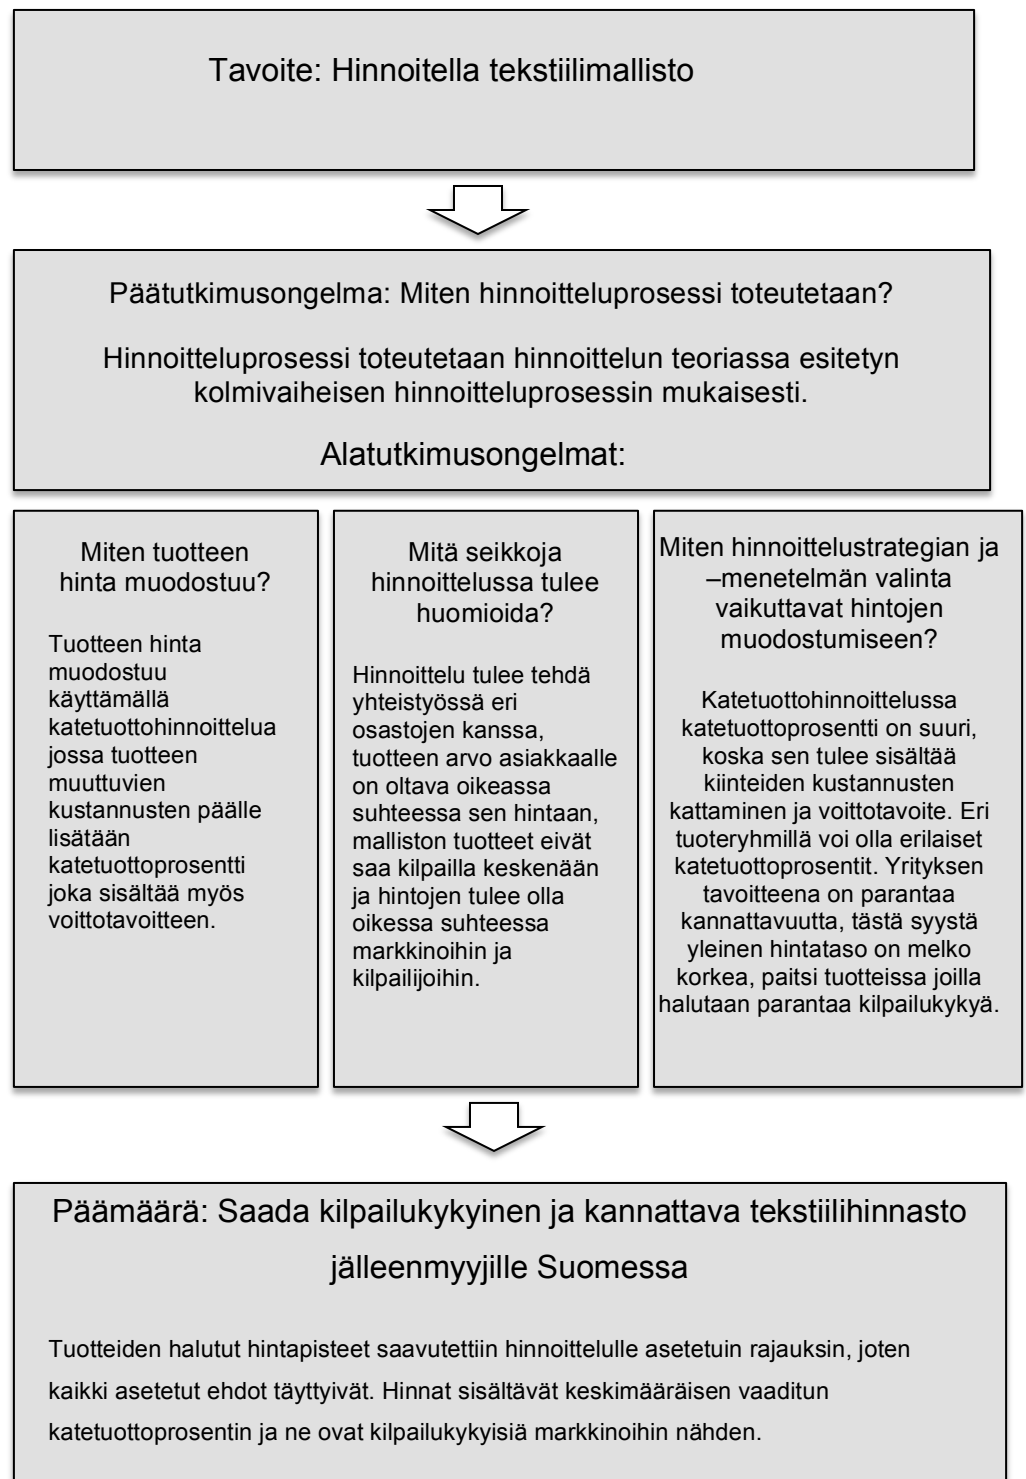 Tavoite: Hinnoitella tekstiilimallisto
Päätutkimusongelma: Miten hinnoitteluprosessi toteutetaan?
Hinnoitteluprosessi toteutetaan hinnoittelun teoriassa esitetyn
kolmivaiheisen hinnoitteluprosessin mukaisesti.
Alatutkimusongelmat:
Miten tuotteen
hinta muodostuu?
Tuotteen hinta
muodostuu
käyttämällä
katetuottohinnoittelua
jossa tuotteen
muuttuvien
kustannusten päälle
lisätään
katetuottoprosentti
joka sisältää myös
voittotavoitteen.
Mitä seikkoja
hinnoittelussa tulee
huomioida?
Hinnoittelu tulee tehdä
yhteistyössä eri
osastojen kanssa,
tuotteen arvo asiakkaalle
on oltava oikeassa
suhteessa sen hintaan,
malliston tuotteet eivät
saa kilpailla keskenään
ja hintojen tulee olla
oikessa suhteessa
markkinoihin ja
kilpailijoihin.
Miten hinnoittelustrategian ja
–menetelmän valinta
vaikuttavat hintojen
muodostumiseen?
Katetuottohinnoittelussa
katetuottoprosentti on suuri,
koska sen tulee sisältää
kiinteiden kustannusten
kattaminen ja voittotavoite. Eri
tuoteryhmillä voi olla erilaiset
katetuottoprosentit. Yrityksen
tavoitteena on parantaa
kannattavuutta, tästä syystä
yleinen hintataso on melko
korkea, paitsi tuotteissa joilla
halutaan parantaa kilpailukykyä.
Päämäärä: Saada kilpailukykyinen ja kannattava tekstiilihinnasto
jälleenmyyjille Suomessa
Tuotteiden halutut hintapisteet saavutettiin hinnoittelulle asetetuin rajauksin, joten
kaikki asetetut ehdot täyttyivät. Hinnat sisältävät keskimääräisen vaaditun
katetuottoprosentin ja ne ovat kilpailukykyisiä markkinoihin nähden.